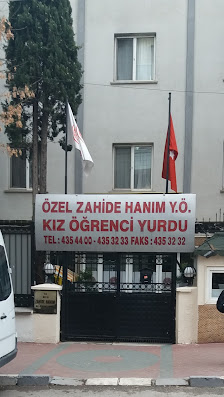 ÖZEL ZAHİDE HANIM Y.Ö.
KIZ ÖĞRENCİ YURDU
TEL : 435 44 00 - 435 32 33 FAKS : 435 32 32